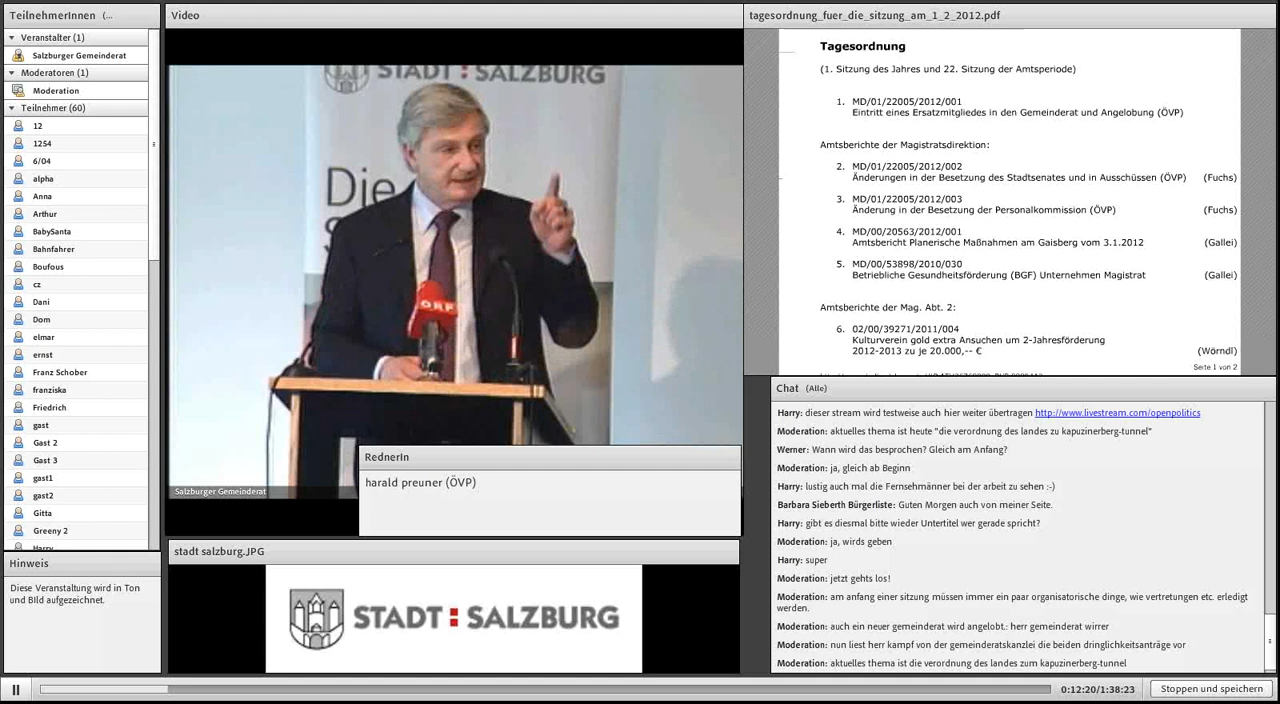 TeilnehmerInnen (...
Veranstalter (1)
Salzburger Gemeinderat
Moderatoren (1)
Moderation
Teilnehmer (60)
12
1254
6/04
alpha
Anna
Arthur
BabySanta
Bahnfahrer
Boufous
cz
Dani
Dom
elmar
ernst
Franz Schober
franziska
Friedrich
gast
Gast 2
Gast 3
gast1
gast2
Gitta
Greeny 2
Harry
Hinweis
Diese Veranstaltung wird in Ton
und BIld aufgezeichnet.
Video
STADT:SALZBURG
Die
ORF
Salzburger Gemeinderat
RednerIn
harald preuner (ÖVP)
stadt salzburg.JPG
STADT:SALZBURG
tagesordnung_fuer_die_sitzung_am_1_2_2012.pdf
Tagesordnung
(1. Sitzung des Jahres und 22. Sitzung der Amtsperiode)
1. MD/01/22005/2012/001
Eintritt eines Ersatzmitgliedes in den Gemeinderat und Angelobung (ÖVP)
Amtsberichte der Magistratsdirektion:
2. MD/01/22005/2012/002
Änderungen in der Besetzung des Stadtsenates und in Ausschüssen (ÖVP) (Fuchs)
3. MD/01/22005/2012/003
Änderung in der Besetzung der Personalkommission (ÖVP) (Fuchs)
4. MD/00/20563/2012/001
Amtsbericht Planerische Maßnahmen am Gaisberg vom 3.1.2012 (Gallei)
5. MD/00/53898/2010/030
Betriebliche Gesundheitsförderung (BGF) Unternehmen Magistrat (Gallei)
Amtsberichte der Mag. Abt. 2:
6. 02/00/39271/2011/004
Kulturverein gold extra Ansuchen um 2-Jahresförderung
2012-2013 zu je 20.000,-- € (Wörndl)
Seite 1 von 2
Chat (Alle)
Harry: dieser stream wird testweise auch hier weiter übertragen http://www.livestream.com/openpolitics
Moderation: aktuelles thema ist heute "die verordnung des landes zu kapuzinerberg-tunnel"
Werner: Wann wird das besprochen? Gleich am Anfang?
Moderation: ja, gleich ab Beginn
Harry: lustig auch mal die Fernsehmänner bei der arbeit zu sehen :-)
Barbara Sieberth Bürgerliste: Guten Morgen auch von meiner Seite.
Harry: gibt es diesmal bitte wieder Untertitel wer gerade spricht?
Moderation: ja, wirds geben
Harry: super
Moderation: jetzt gehts los!
Moderation: am anfang einer sitzung müssen immer ein paar organisatorische dinge, wie vertretungen etc. erledigt
werden.
Moderation: auch ein neuer gemeinderat wird angelobt.: herr gemeinderat wirrer
Moderation: nun liest herr kampf von der gemeinderatskanzlei die beiden dringlichkeitsanträge vor
Moderation: aktuelles thema ist die verordnung des landes zum kapuzinerberg-tunnel
0:12:20/1:38:23
Stoppen und speichern